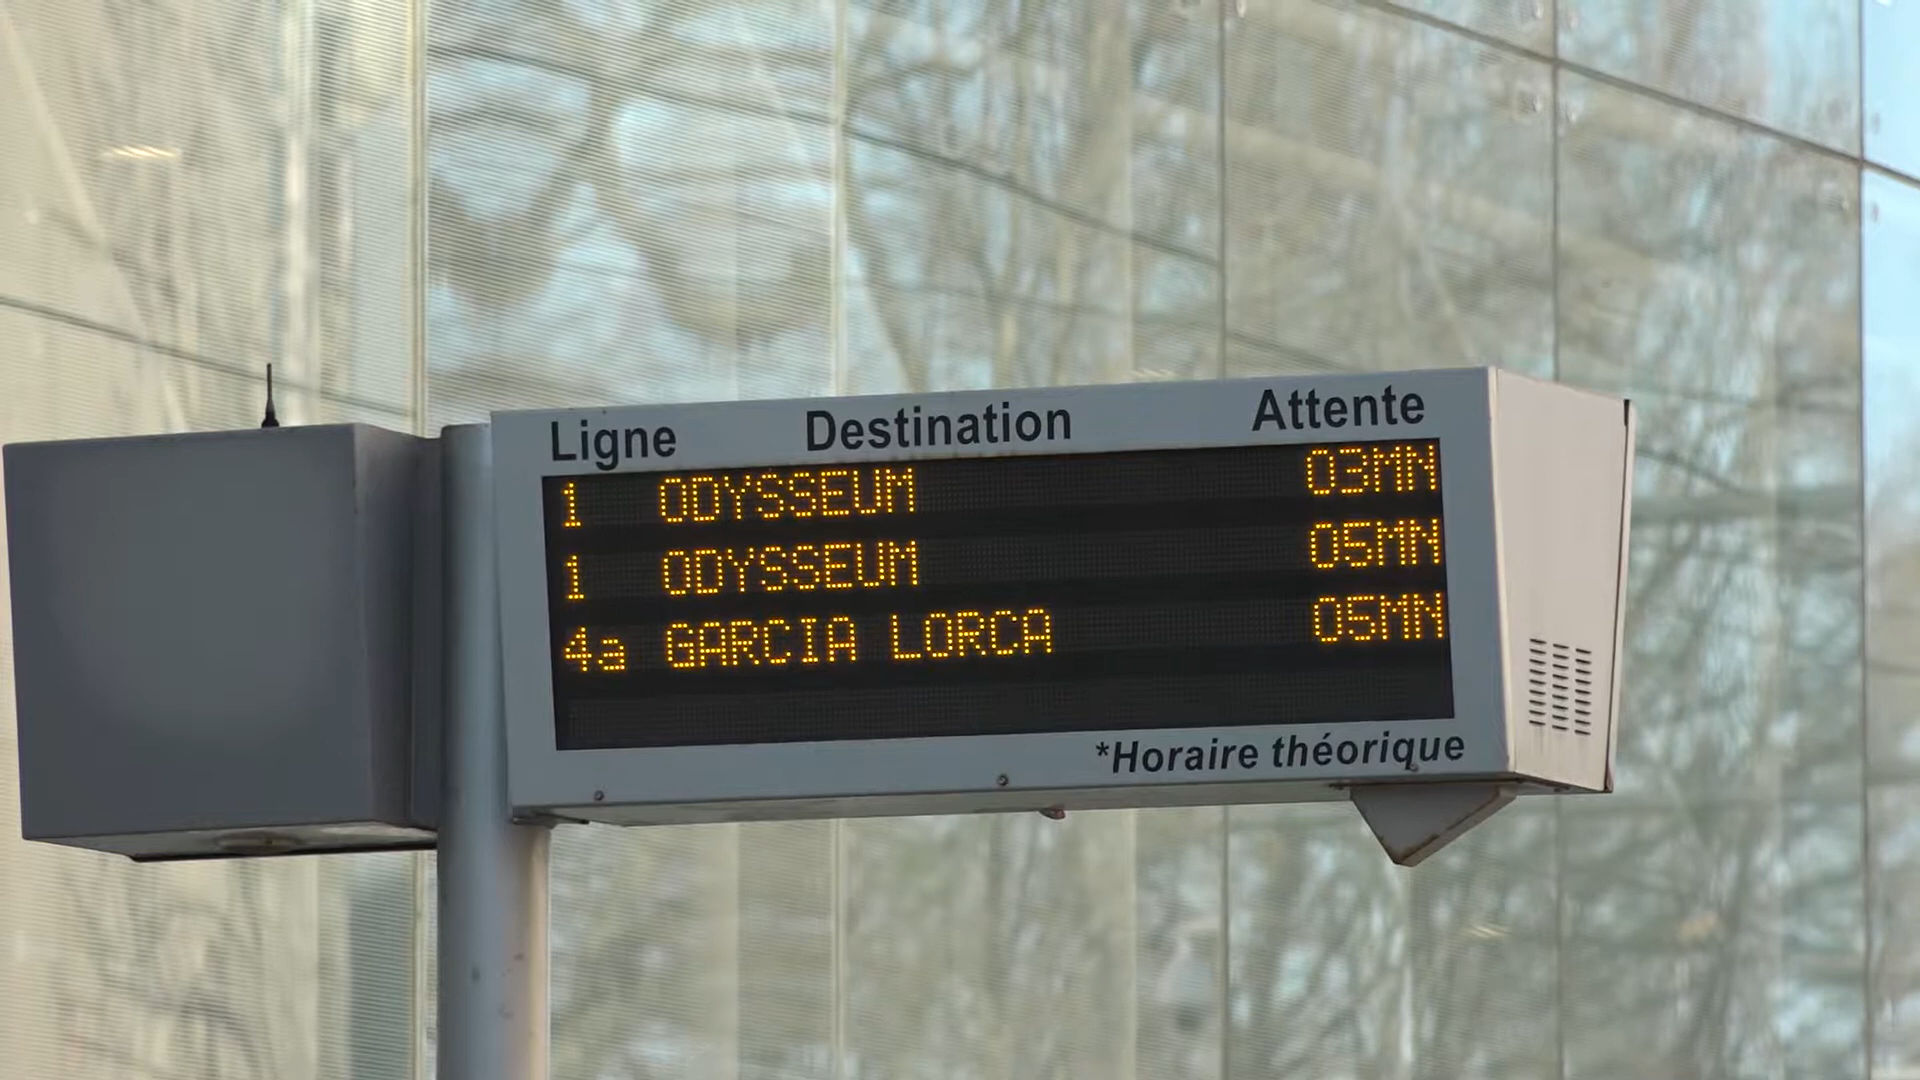 Ligne Destination Attente
1 ODYSSEUM 03MN
1 ODYSSEUM 05MN
4a GARCIA LORCA 05MN
*Horaire théorique